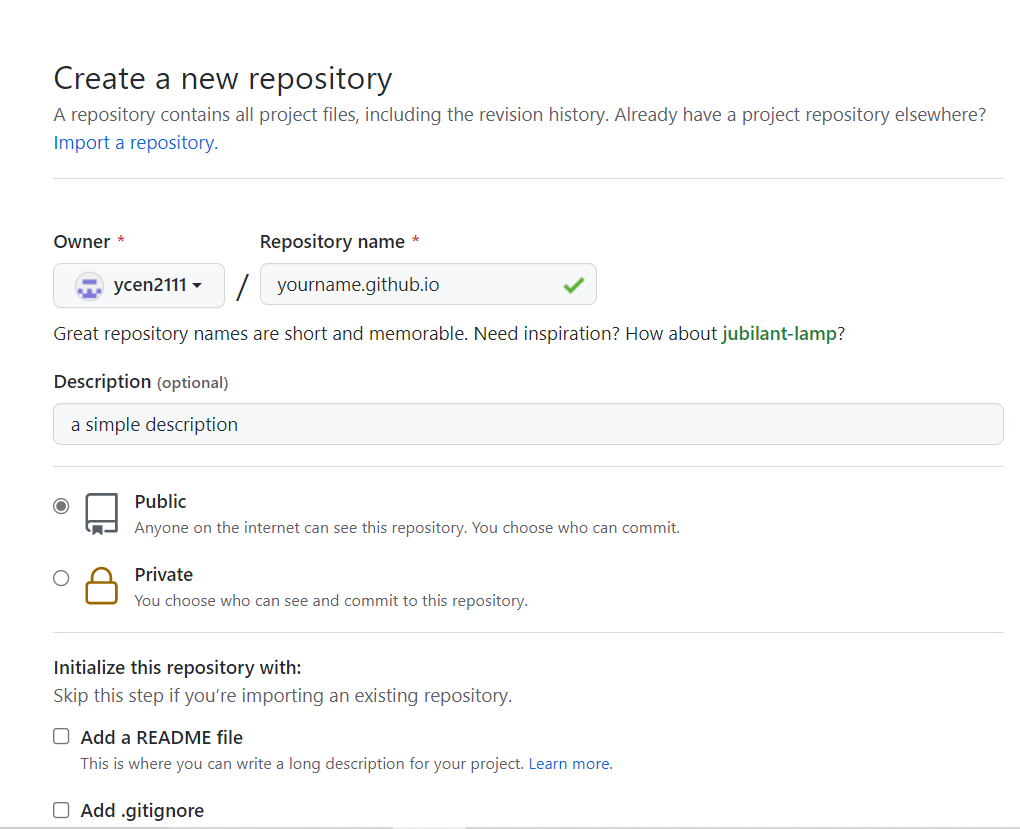 Create a new repository
A repository contains all project files, including the revision history. Already have a project repository elsewhere?
Import a repository.
Owner * Repository name *
ycen2111 / yourname.github.io
Great repository names are short and memorable. Need inspiration? How about jubilant-lamp?
Description (optional)
a simple description
Public
Anyone on the internet can see this repository. You choose who can commit.
Private
You choose who can see and commit to this repository.
Initialize this repository with:
Skip this step if you’re importing an existing repository.
Add a README file
This is where you can write a long description for your project. Learn more.
Add .gitignore